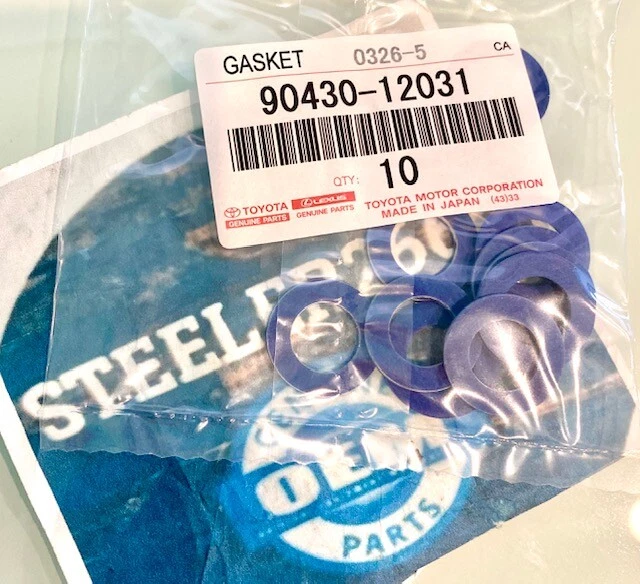 GASKET 0326-5 CA
90430-12031
QTY: 10
TOYOTA LEXUS TOYOTA MOTOR CORPORATION
GENUINE PARTS GENUINE PARTS MADE IN JAPAN (43)33
STEELER
OEM
PARTS